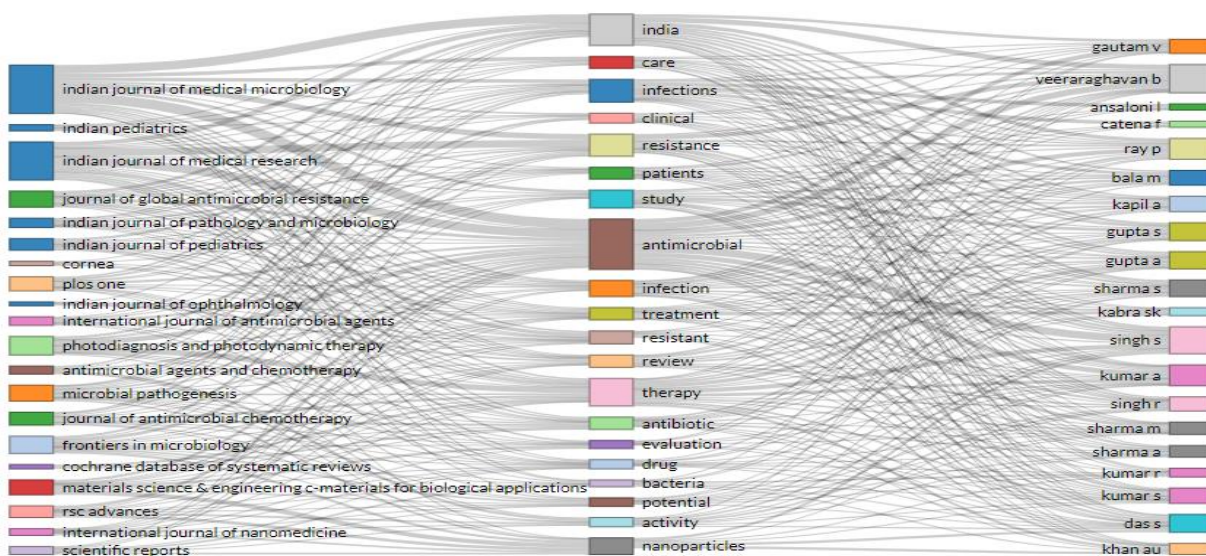 indian journal of medical microbiology
indian pediatrics
indian journal of medical research
journal of global antimicrobial resistance
indian journal of pathology and microbiology
indian journal of pediatrics
cornea
plos one
indian journal of ophthalmology
international journal of antimicrobial agents
photodiagnosis and photodynamic therapy
antimicrobial agents and chemotherapy
microbial pathogenesis
journal of antimicrobial chemotherapy
frontiers in microbiology
cochrane database of systematic reviews
materials science & engineering c-materials for biological applications
rsc advances
international journal of nanomedicine
scientific reports
india
care
infections
clinical
resistance
patients
study
antimicrobial
infection
treatment
resistant
review
therapy
antibiotic
evaluation
drug
bacteria
potential
activity
nanoparticles
gautam v
veeraraghavan b
ansaloni l
catena f
ray p
bala m
kapil a
gupta s
gupta a
sharma s
kabra sk
singh s
kumar a
singh r
sharma m
sharma a
kumar r
kumar s
das s
khan au